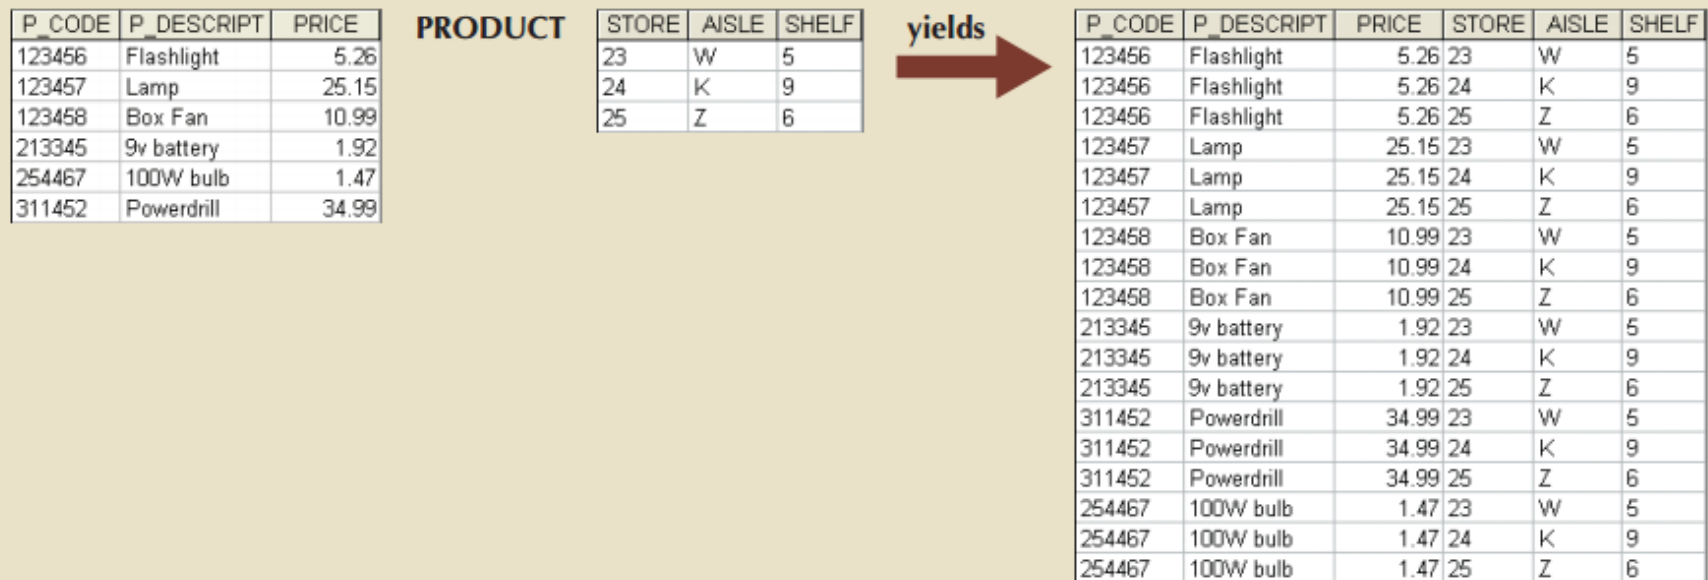 P_CODE P_DESCRIPT PRICE
123456 Flashlight 5.26
123457 Lamp 25.15
123458 Box Fan 10.99
213345 9v battery 1.92
254467 100W bulb 1.47
311452 Powerdrill 34.99
PRODUCT
STORE AISLE SHELF
23 W 5
24 K 9
25 Z 6
yields
P_CODE P_DESCRIPT PRICE STORE AISLE SHELF
123456 Flashlight 5.26 23 W 5
123456 Flashlight 5.26 24 K 9
123456 Flashlight 5.26 25 Z 6
123457 Lamp 25.15 23 W 5
123457 Lamp 25.15 24 K 9
123457 Lamp 25.15 25 Z 6
123458 Box Fan 10.99 23 W 5
123458 Box Fan 10.99 24 K 9
123458 Box Fan 10.99 25 Z 6
213345 9v battery 1.92 23 W 5
213345 9v battery 1.92 24 K 9
213345 9v battery 1.92 25 Z 6
311452 Powerdrill 34.99 23 W 5
311452 Powerdrill 34.99 24 K 9
311452 Powerdrill 34.99 25 Z 6
254467 100W bulb 1.47 23 W 5
254467 100W bulb 1.47 24 K 9
254467 100W bulb 1.47 25 Z 6